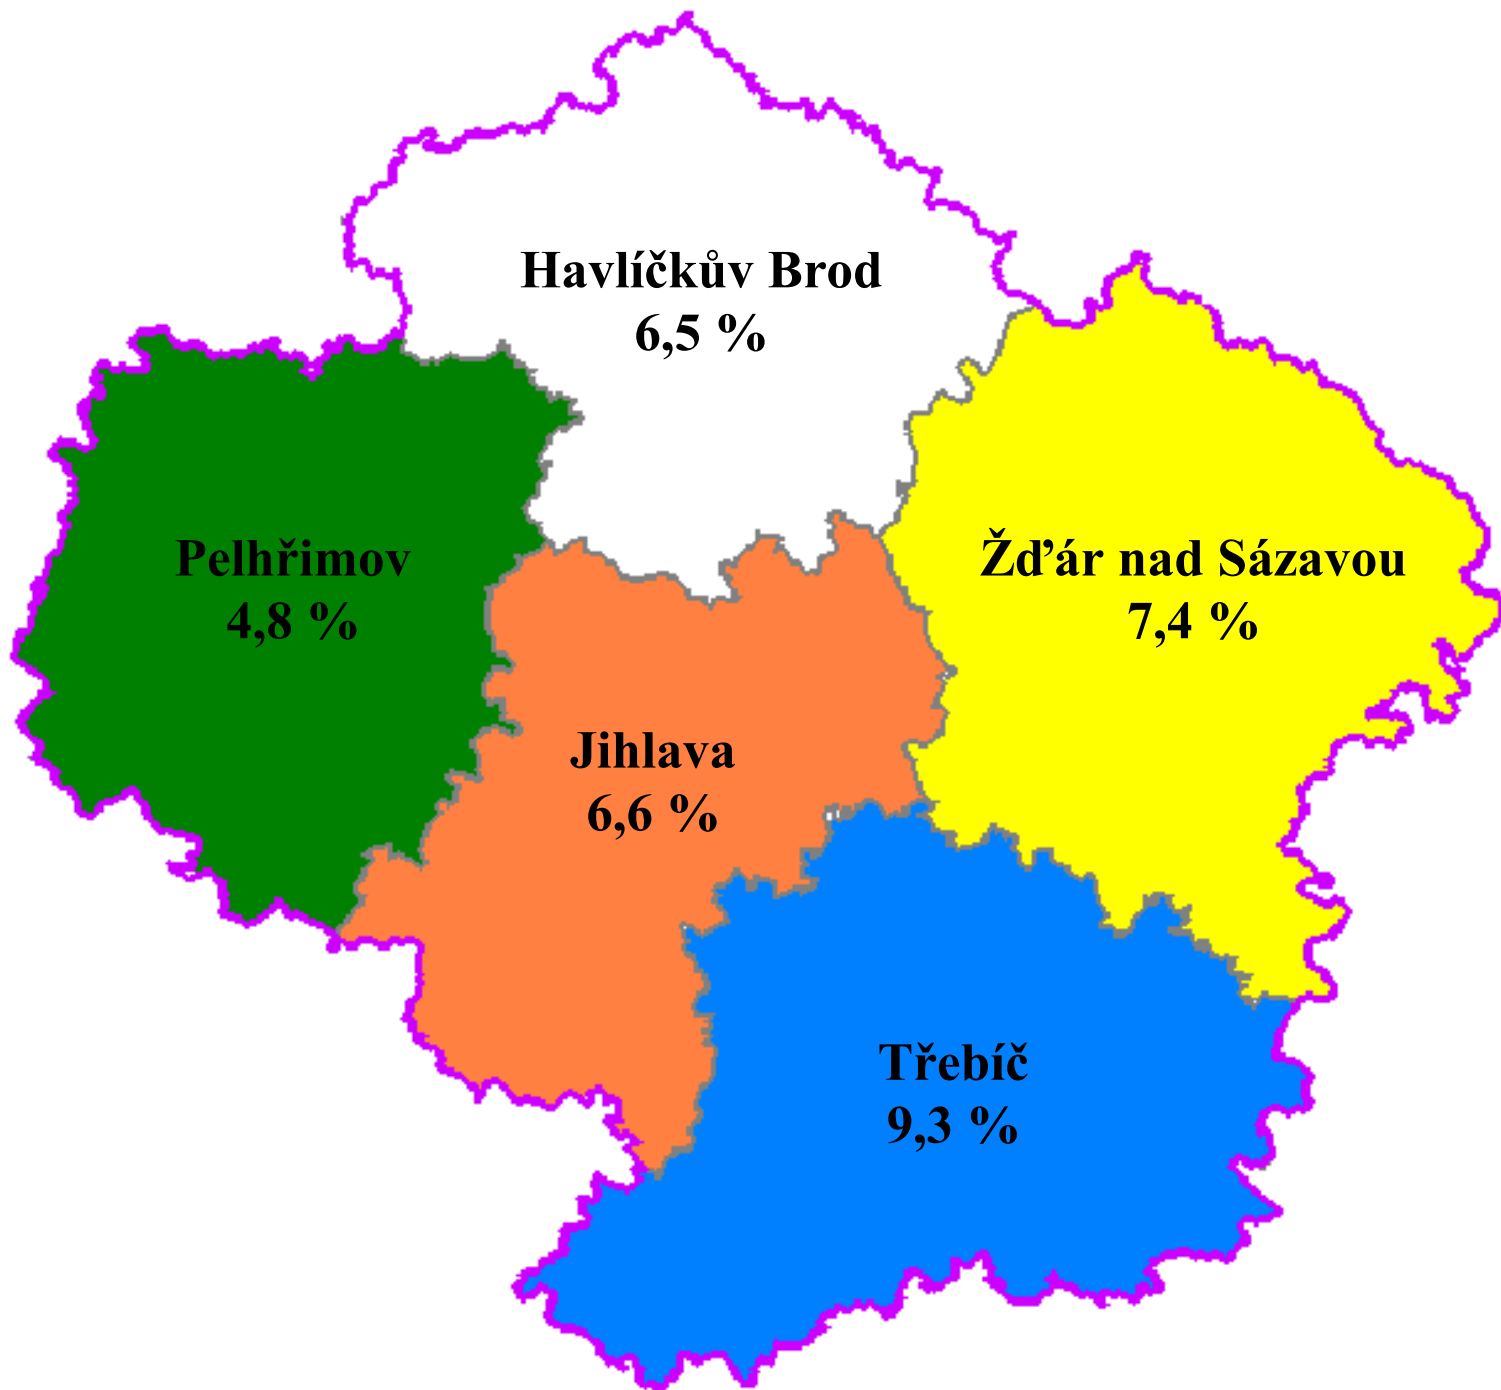 Havlíčkův Brod
6,5 %
Pelhřimov
4,8 %
Žďár nad Sázavou
7,4 %
Jihlava
6,6 %
Třebíč
9,3 %